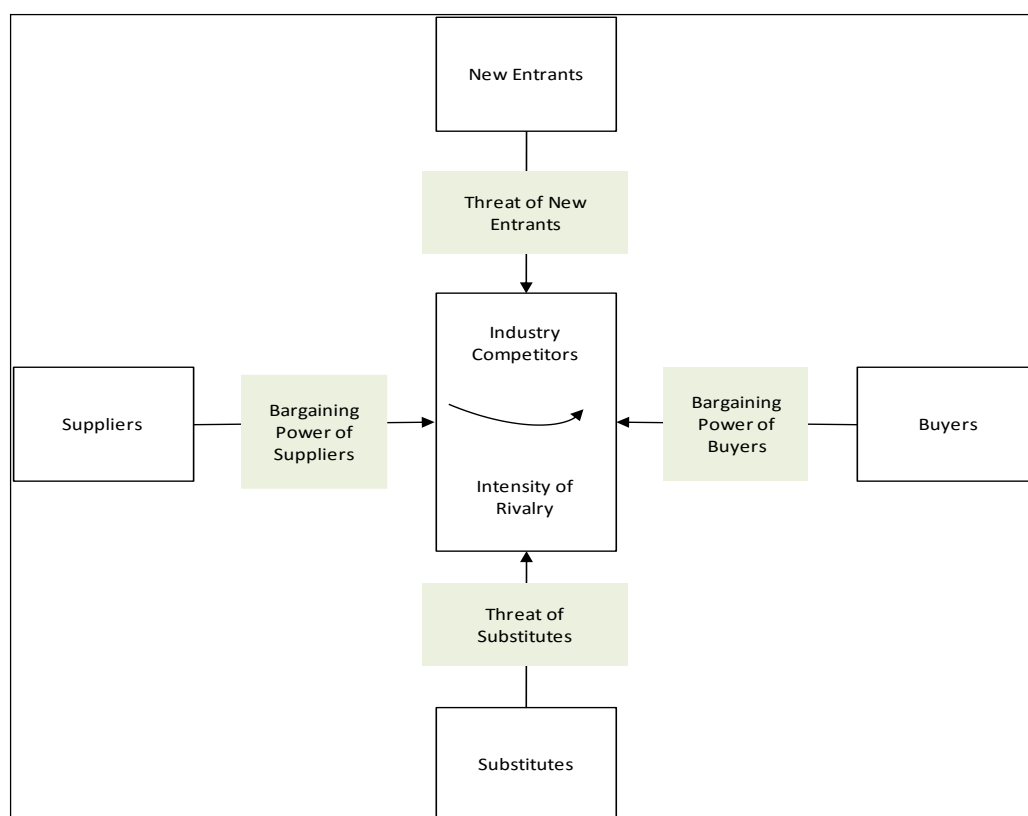 New Entrants
Threat of New
Entrants
Industry
Competitors
Suppliers
Bargaining
Power of
Suppliers
Bargaining
Power of
Buyers
Buyers
Intensity of
Rivalry
Threat of
Substitutes
Substitutes